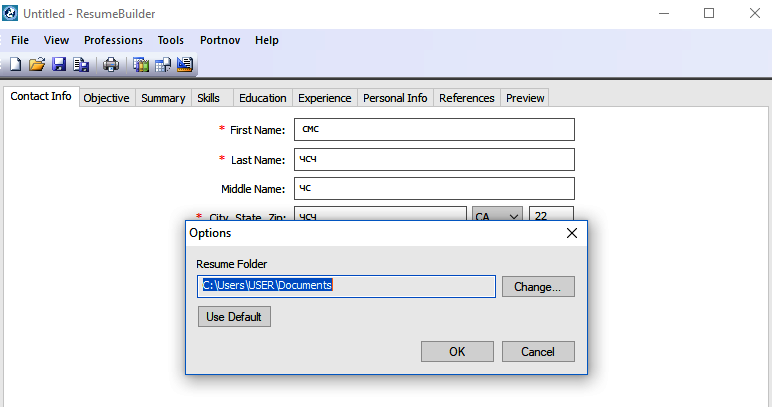 Untitled - ResumeBuilder
File View Professions Tools Portnov Help
Contact Info Objective Summary Skills Education Experience Personal Info References Preview
* First Name: СМС
* Last Name: ЧСЧ
Middle Name: ЧС
* City, State, Zip: ЧСЧ CA 22
Options
Resume Folder
C:\Users\USER\Documents Change...
Use Default
OK Cancel